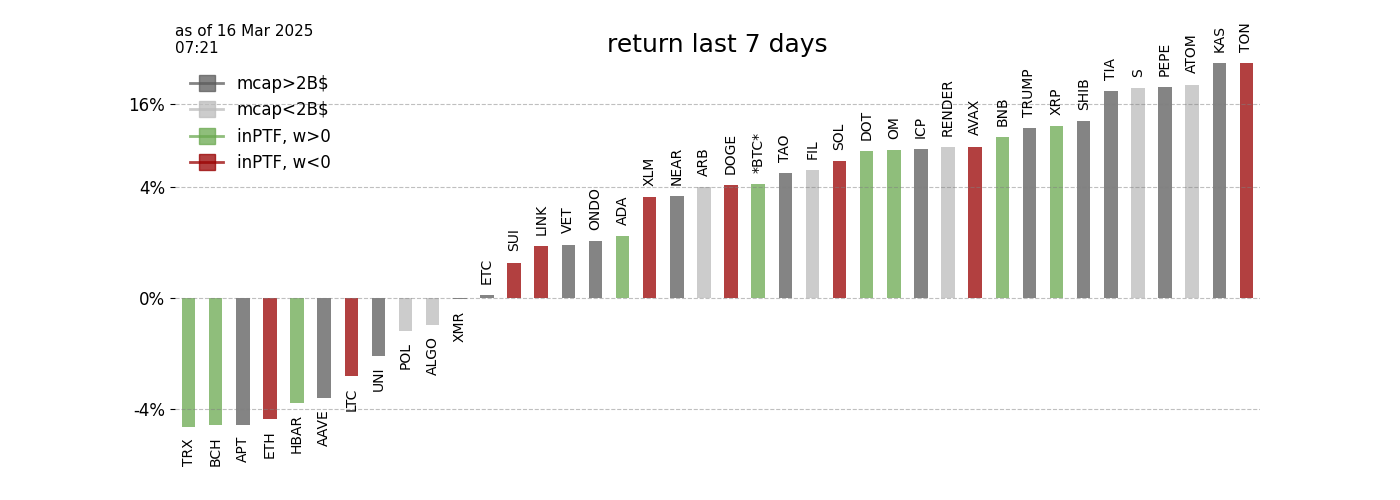 as of 16 Mar 2025
07:21
return last 7 days
mcap>2B$
mcap<2B$
inPTF, w>0
inPTF, w<0
16%
4%
0%
-4%
TRX
BCH
APT
ETH
HBAR
AAVE
LTC
UNI
POL
ALGO
XMR
ETC
SUI
LINK
VET
ONDO
ADA
XLM
NEAR
ARB
DOGE
*BTC*
TAO
FIL
SOL
DOT
OM
ICP
RENDER
AVAX
BNB
TRUMP
XRP
SHIB
TIA
S
PEPE
ATOM
KAS
TON